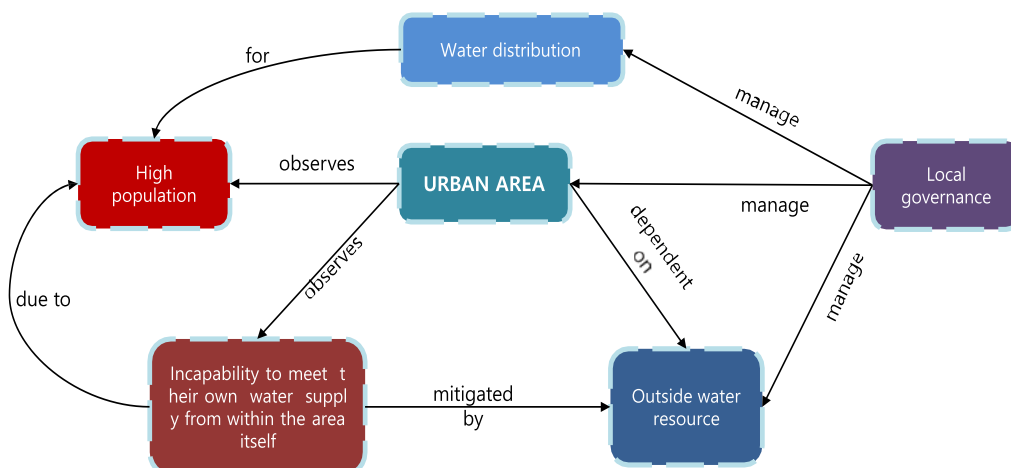 Water distribution
for
manage
High
population
observes
URBAN AREA
manage
Local
governance
dependent
on
observes
manage
due to
Incapability to meet t
heir own water suppl
y from within the area
itself
mitigated
by
Outside water
resource